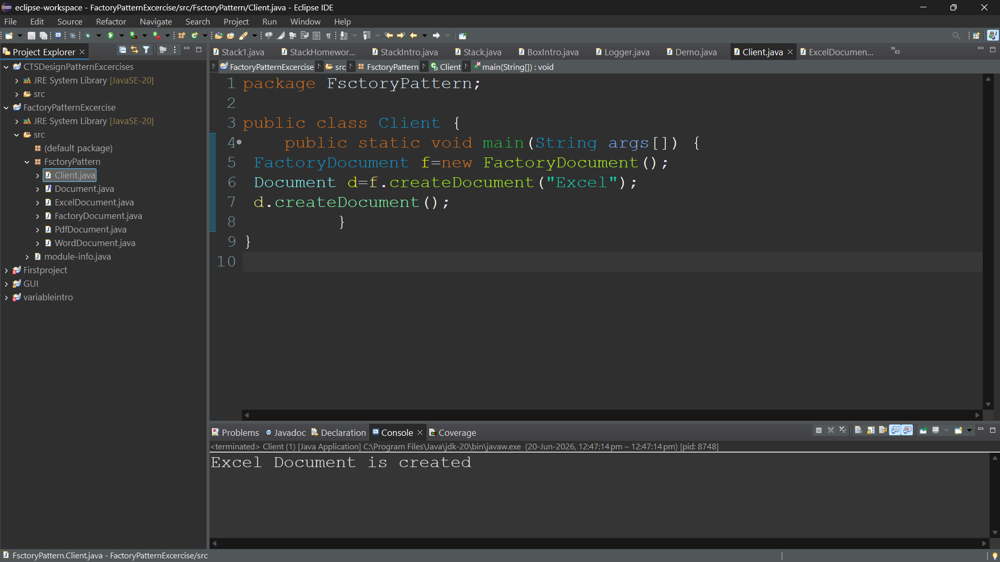 eclipse-workspace - FactoryPatternExcercise/src/FsctoryPattern/Client.java - Eclipse IDE
File Edit Source Refactor Navigate Search Project Run Window Help
Project Explorer
CTSDesignPatternExcercises
JRE System Library [JavaSE-20]
src
FactoryPatternExcercise
JRE System Library [JavaSE-20]
src
(default package)
FsctoryPattern
Client.java
Document.java
ExcelDocument.java
FactoryDocument.java
PdfDocument.java
WordDocument.java
module-info.java
Firstproject
GUI
variableintro
Stack1.java StackHomewor... StackIntro.java Stack.java BoxIntro.java Logger.java Demo.java Client.java ExcelDocumen... »63
FactoryPatternExcercise src FsctoryPattern Client main(String[]) : void
1 package FsctoryPattern;
2
3 public class Client {
4 public static void main(String args[]) {
5 FactoryDocument f=new FactoryDocument();
6 Document d=f.createDocument("Excel");
7 d.createDocument();
8 }
9 }
10
Problems Javadoc Declaration Console Coverage
<terminated> Client (1) [Java Application] C:\Program Files\Java\jdk-20\bin\javaw.exe (20-Jun-2026, 12:47:14 pm – 12:47:14 pm) [pid: 8748]
Excel Document is created
FsctoryPattern.Client.java - FactoryPatternExcercise/src